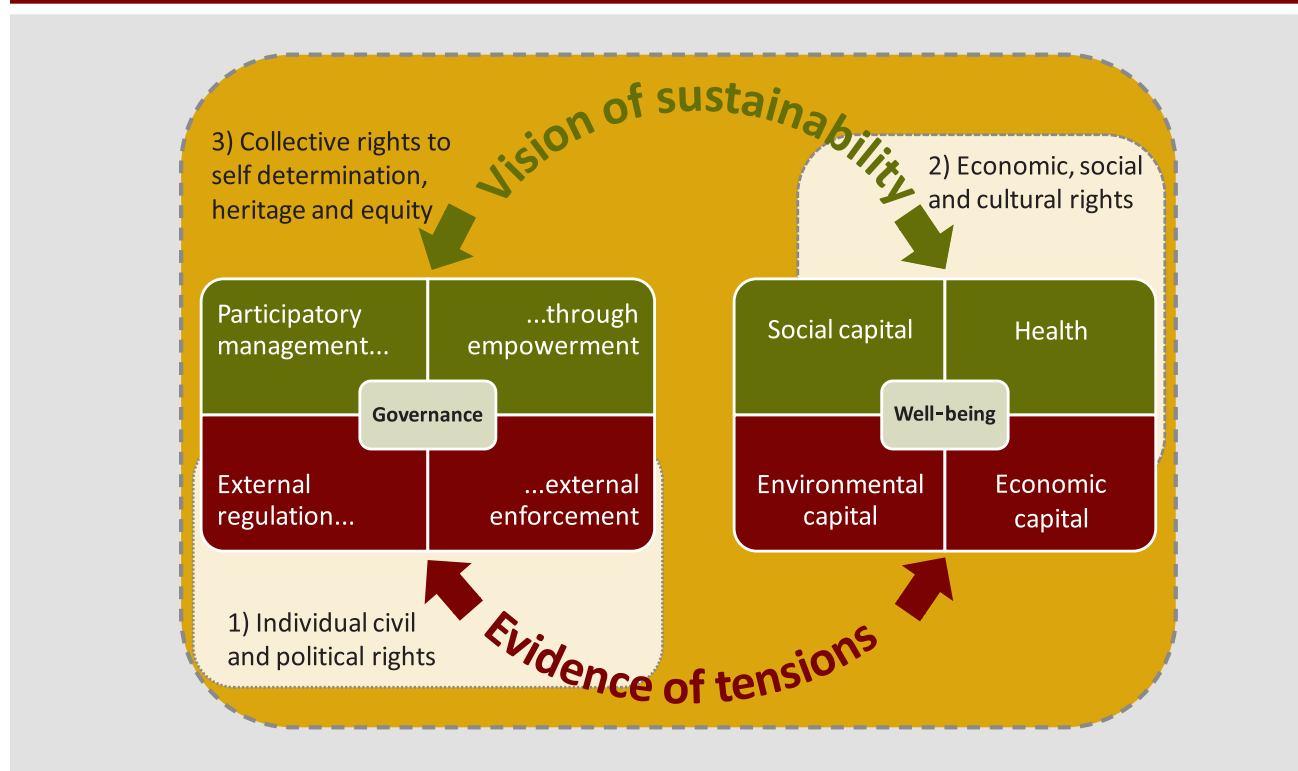 Vision of sustainability
3) Collective rights to
self determination,
heritage and equity
2) Economic, social
and cultural rights
Participatory
management...
...through
empowerment
Governance
External
regulation...
...external
enforcement
Social capital
Health
Well-being
Environmental
capital
Economic
capital
1) Individual civil
and political rights
Evidence of tensions